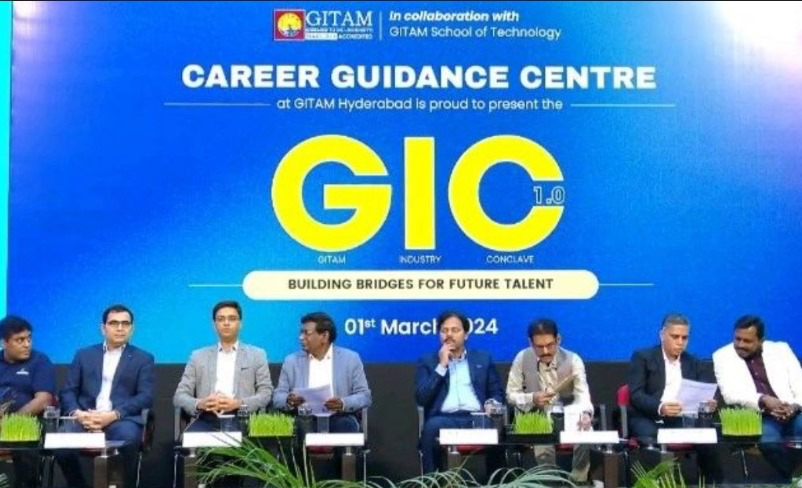 GITAM
In collaboration with
GITAM School of Technology
CAREER GUIDANCE CENTRE
at GITAM Hyderabad is proud to present the
GIC
1.0
GITAM INDUSTRY CONCLAVE
BUILDING BRIDGES FOR FUTURE TALENT
01st March 2024